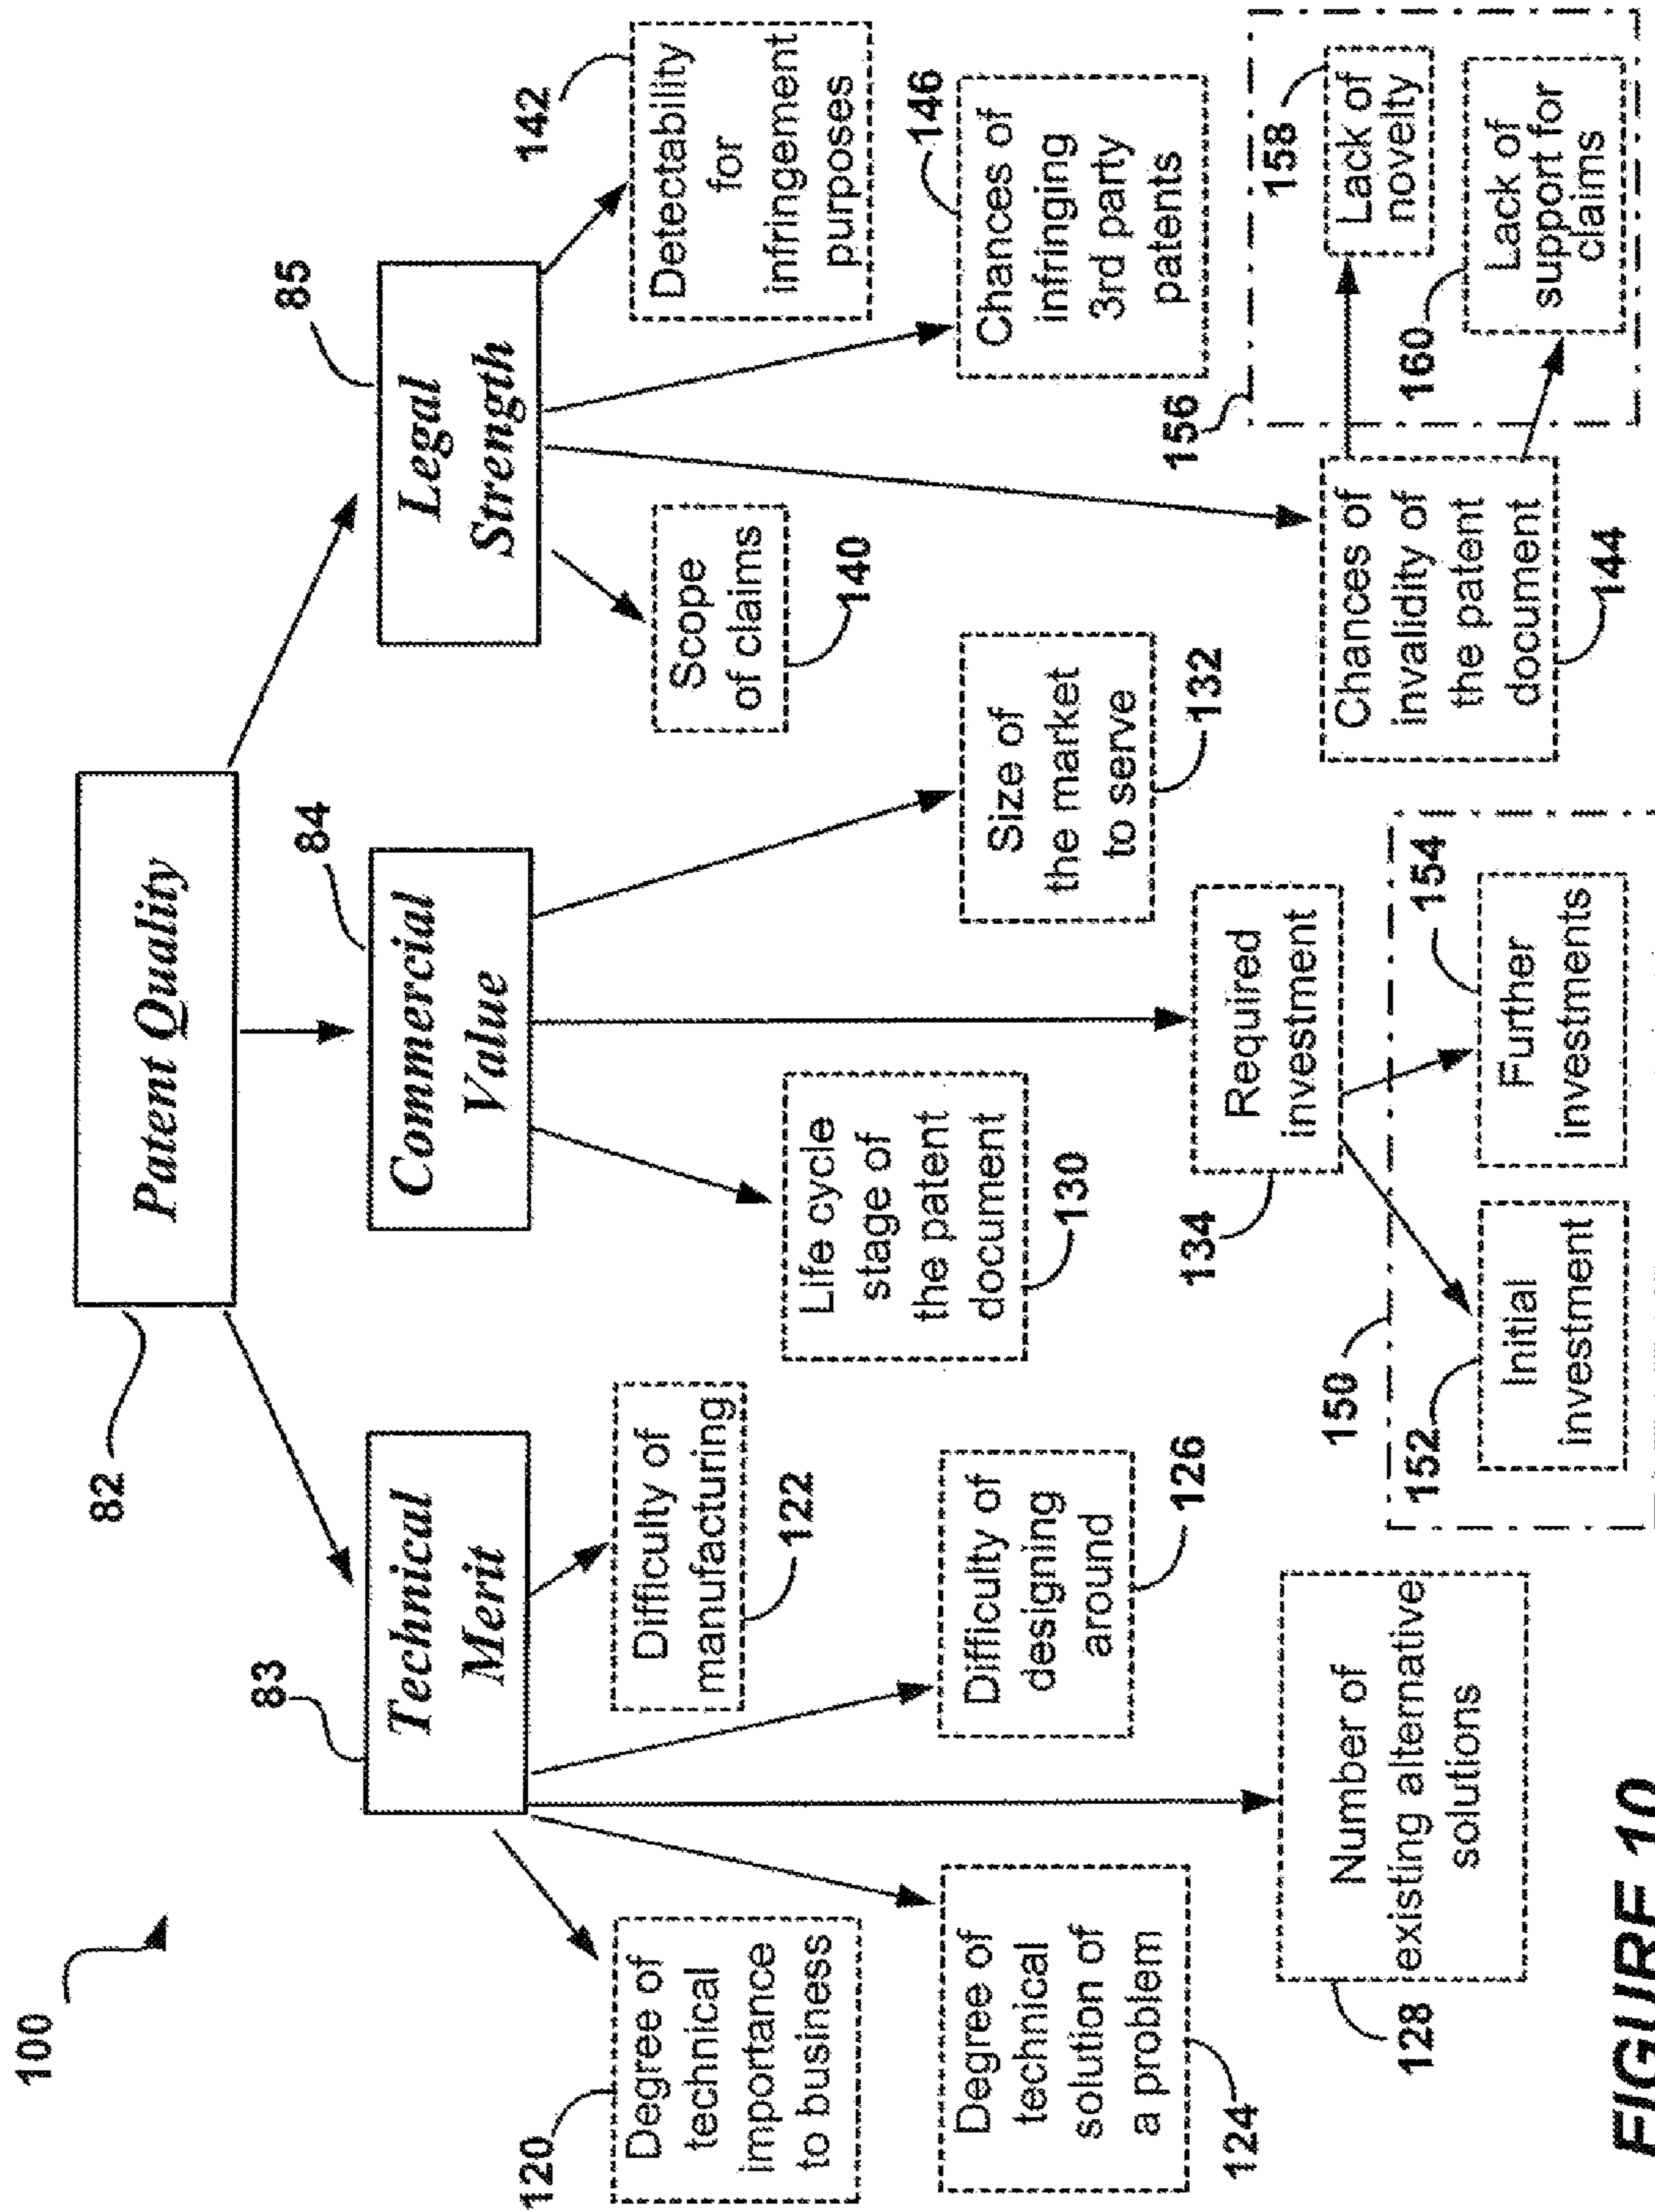 100
82
Patent Quality
83
Technical
Merit
84
Commercial
Value
85
Legal
Strength
120
Degree of
technical
importance
to business
Difficulty of
manufacturing
122
Scope
of claims
140
142
Detectability
for
infringement
purposes
Life cycle
stage of
the patent
document
130
124
Degree of
technical
solution of
a problem
Difficulty of
designing
around
126
Size of
the market
to serve
132
146
Chances of
infringing
3rd party
patents
134
Required
investment
128
Number of
existing alternative
solutions
Chances of
invalidity of
the patent
document
144
156
158
Lack of
novelty
160
Lack of
support for
claims
150
152
Initial
investment
154
Further
investments
FIGURE 10